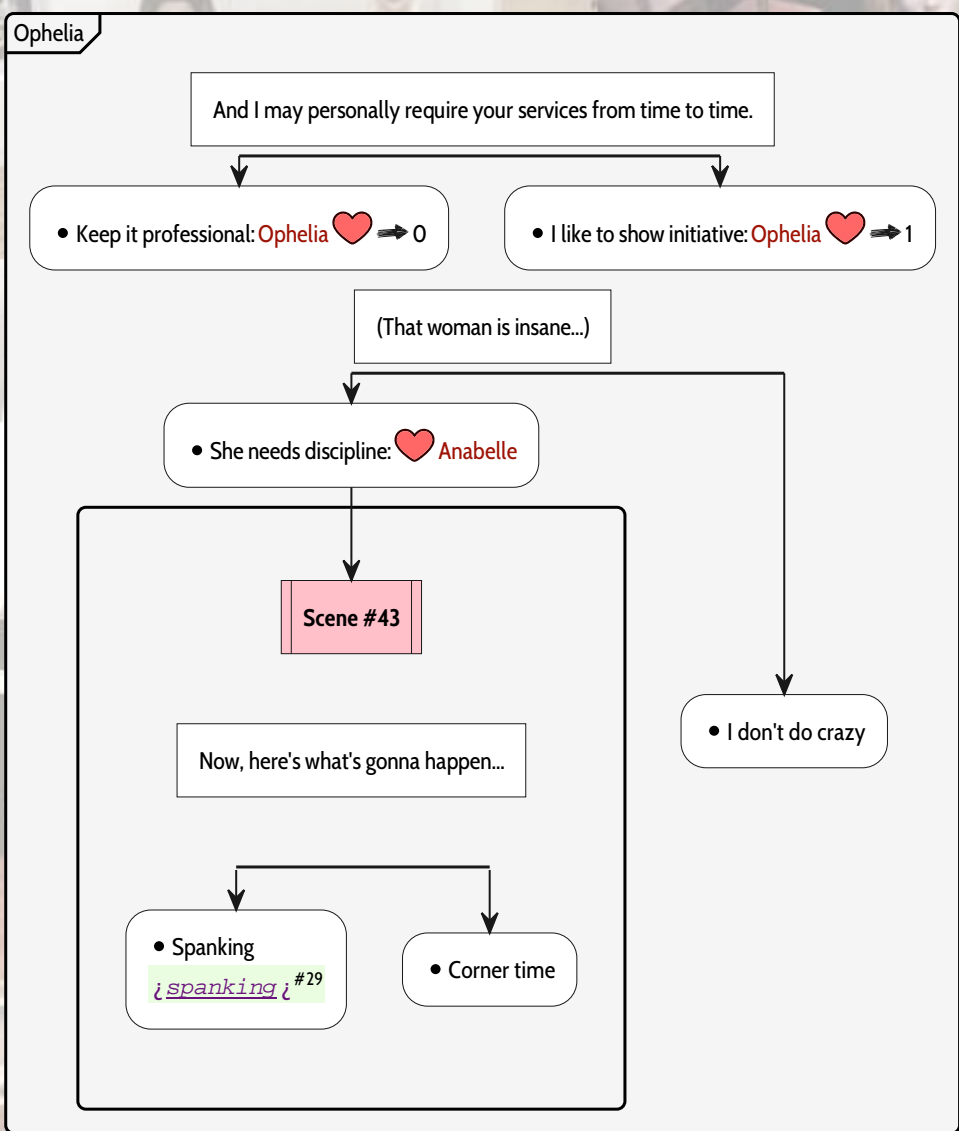 Ophelia
And I may personally require your services from time to time.
• Keep it professional: Ophelia 0
• I like to show initiative: Ophelia 1
(That woman is insane...)
• She needs discipline: Anabelle
Scene #43
• I don't do crazy
Now, here's what's gonna happen...
• Spanking
¿spanking¿ #29
• Corner time